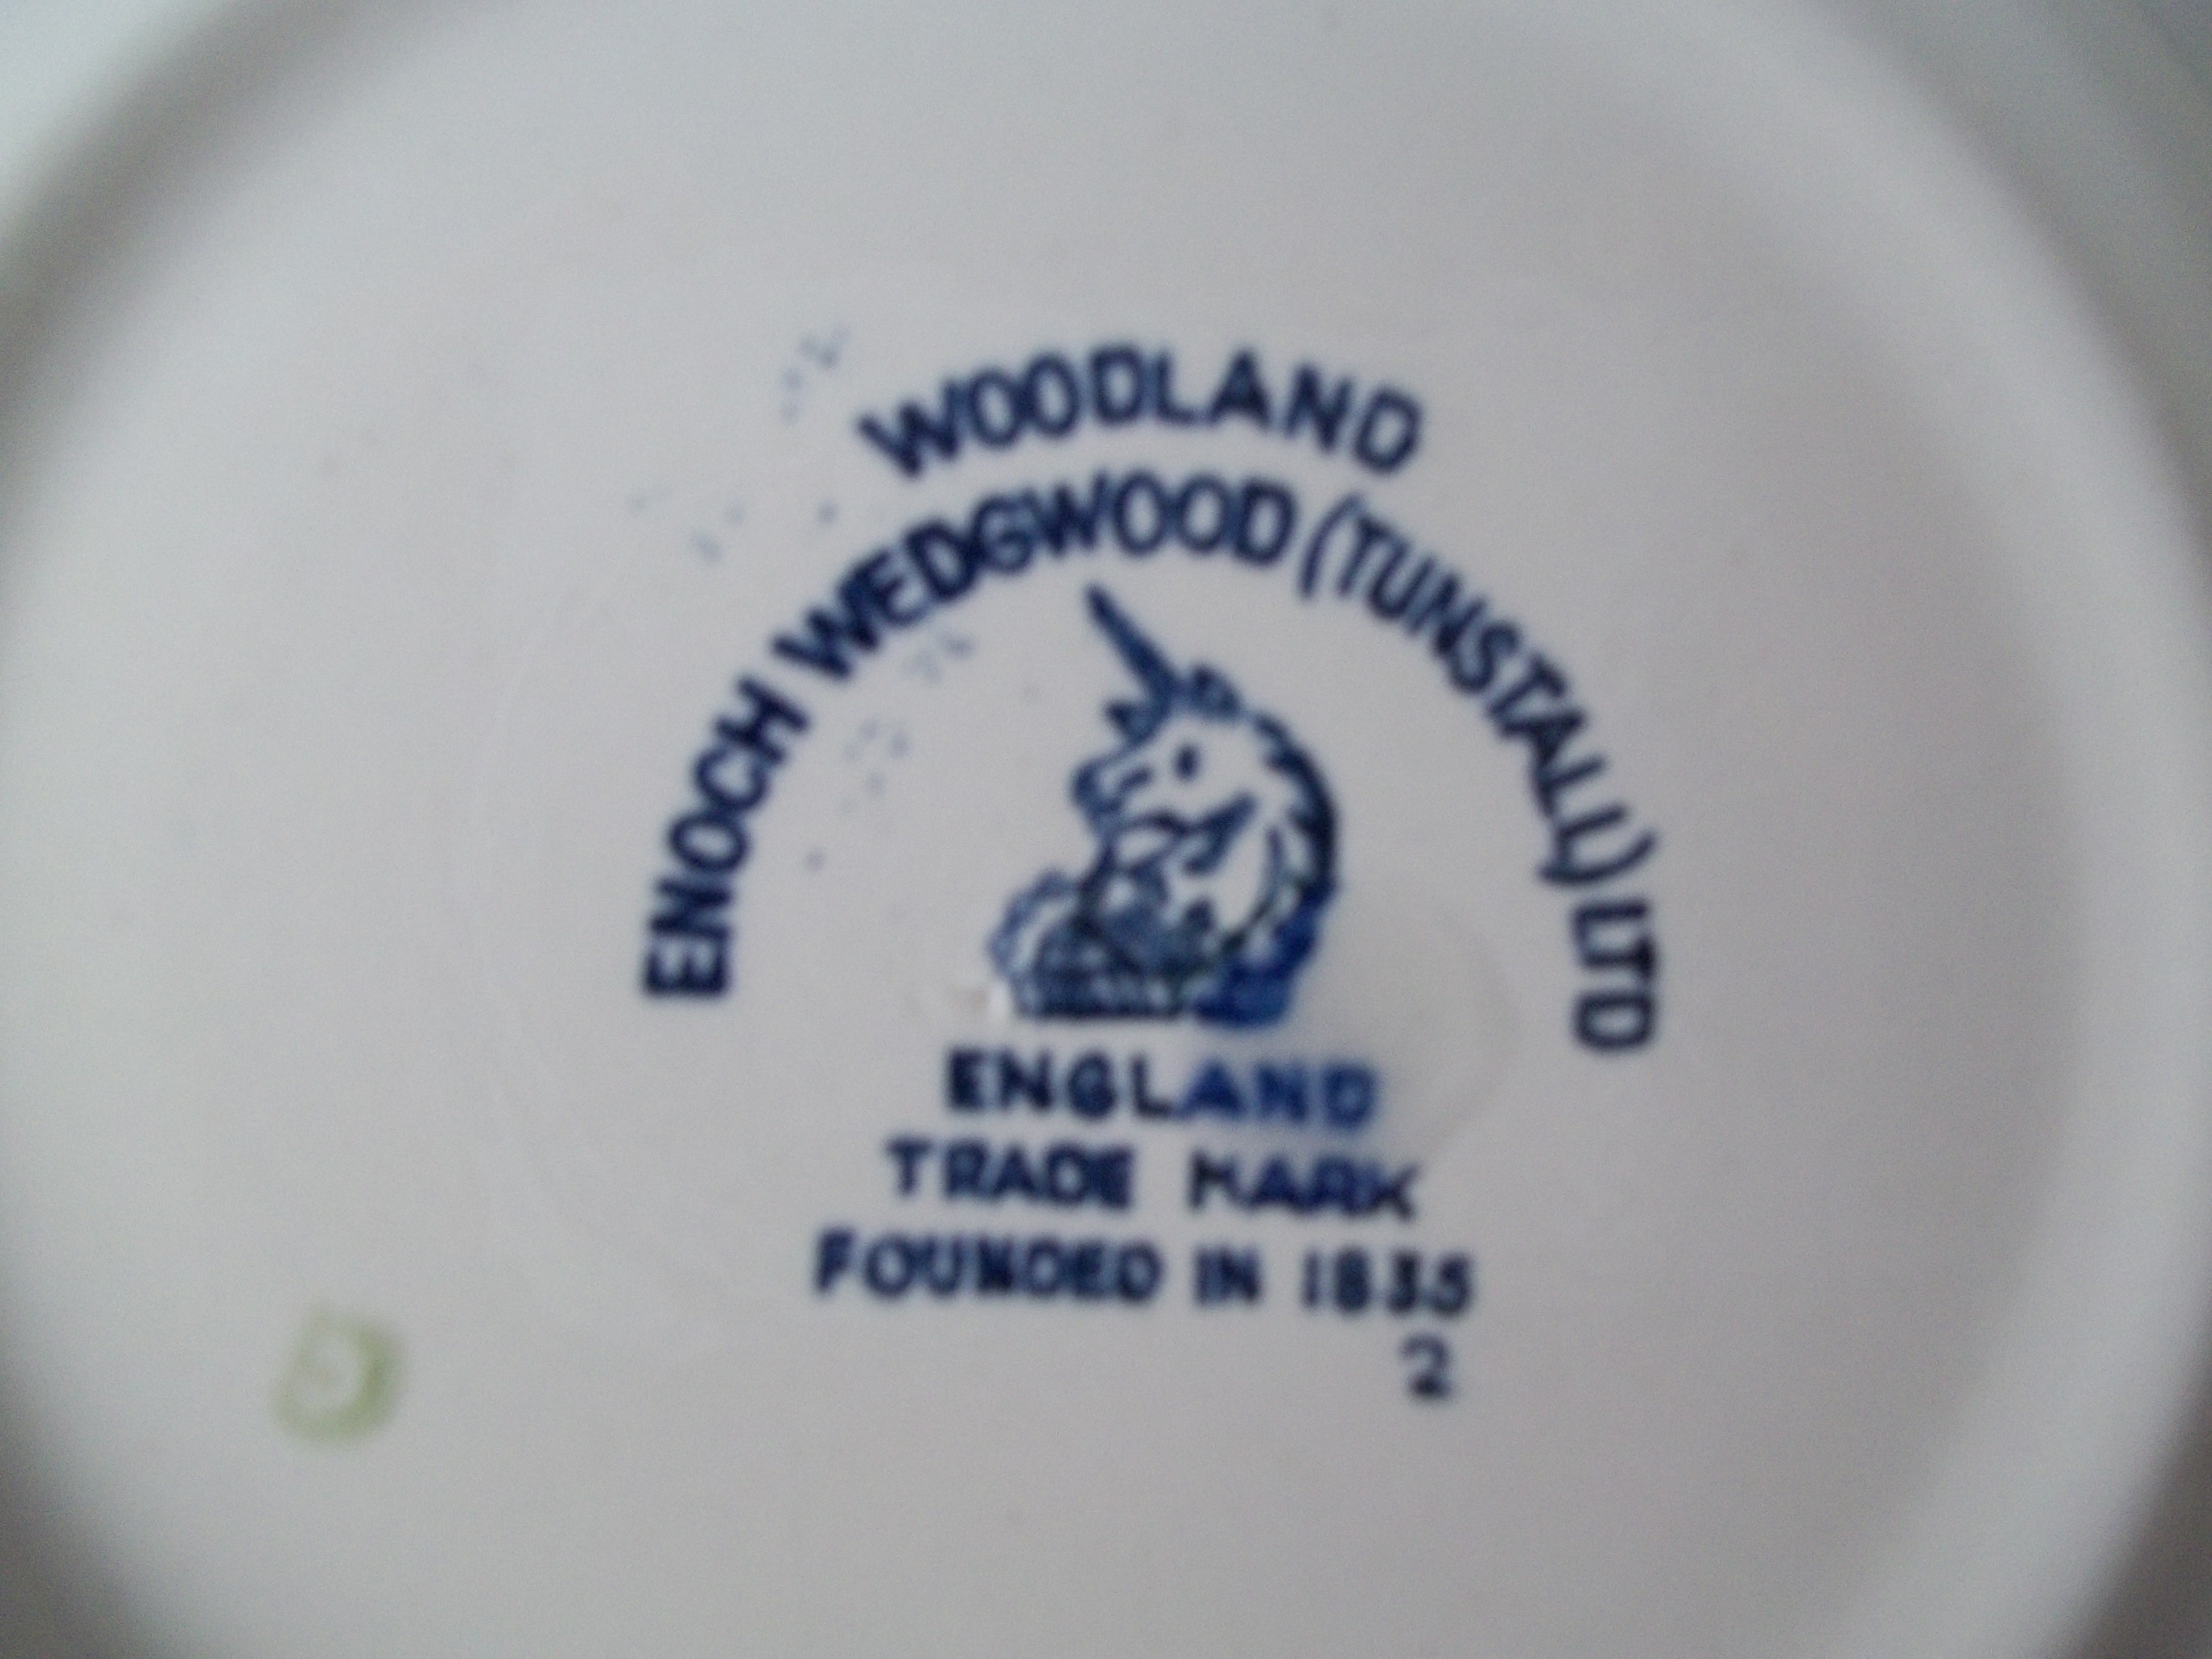 WOODLAND
ENOCH WEDGWOOD (TUNSTALL) LTD
ENGLAND
TRADE MARK
FOUNDED IN 1835
2